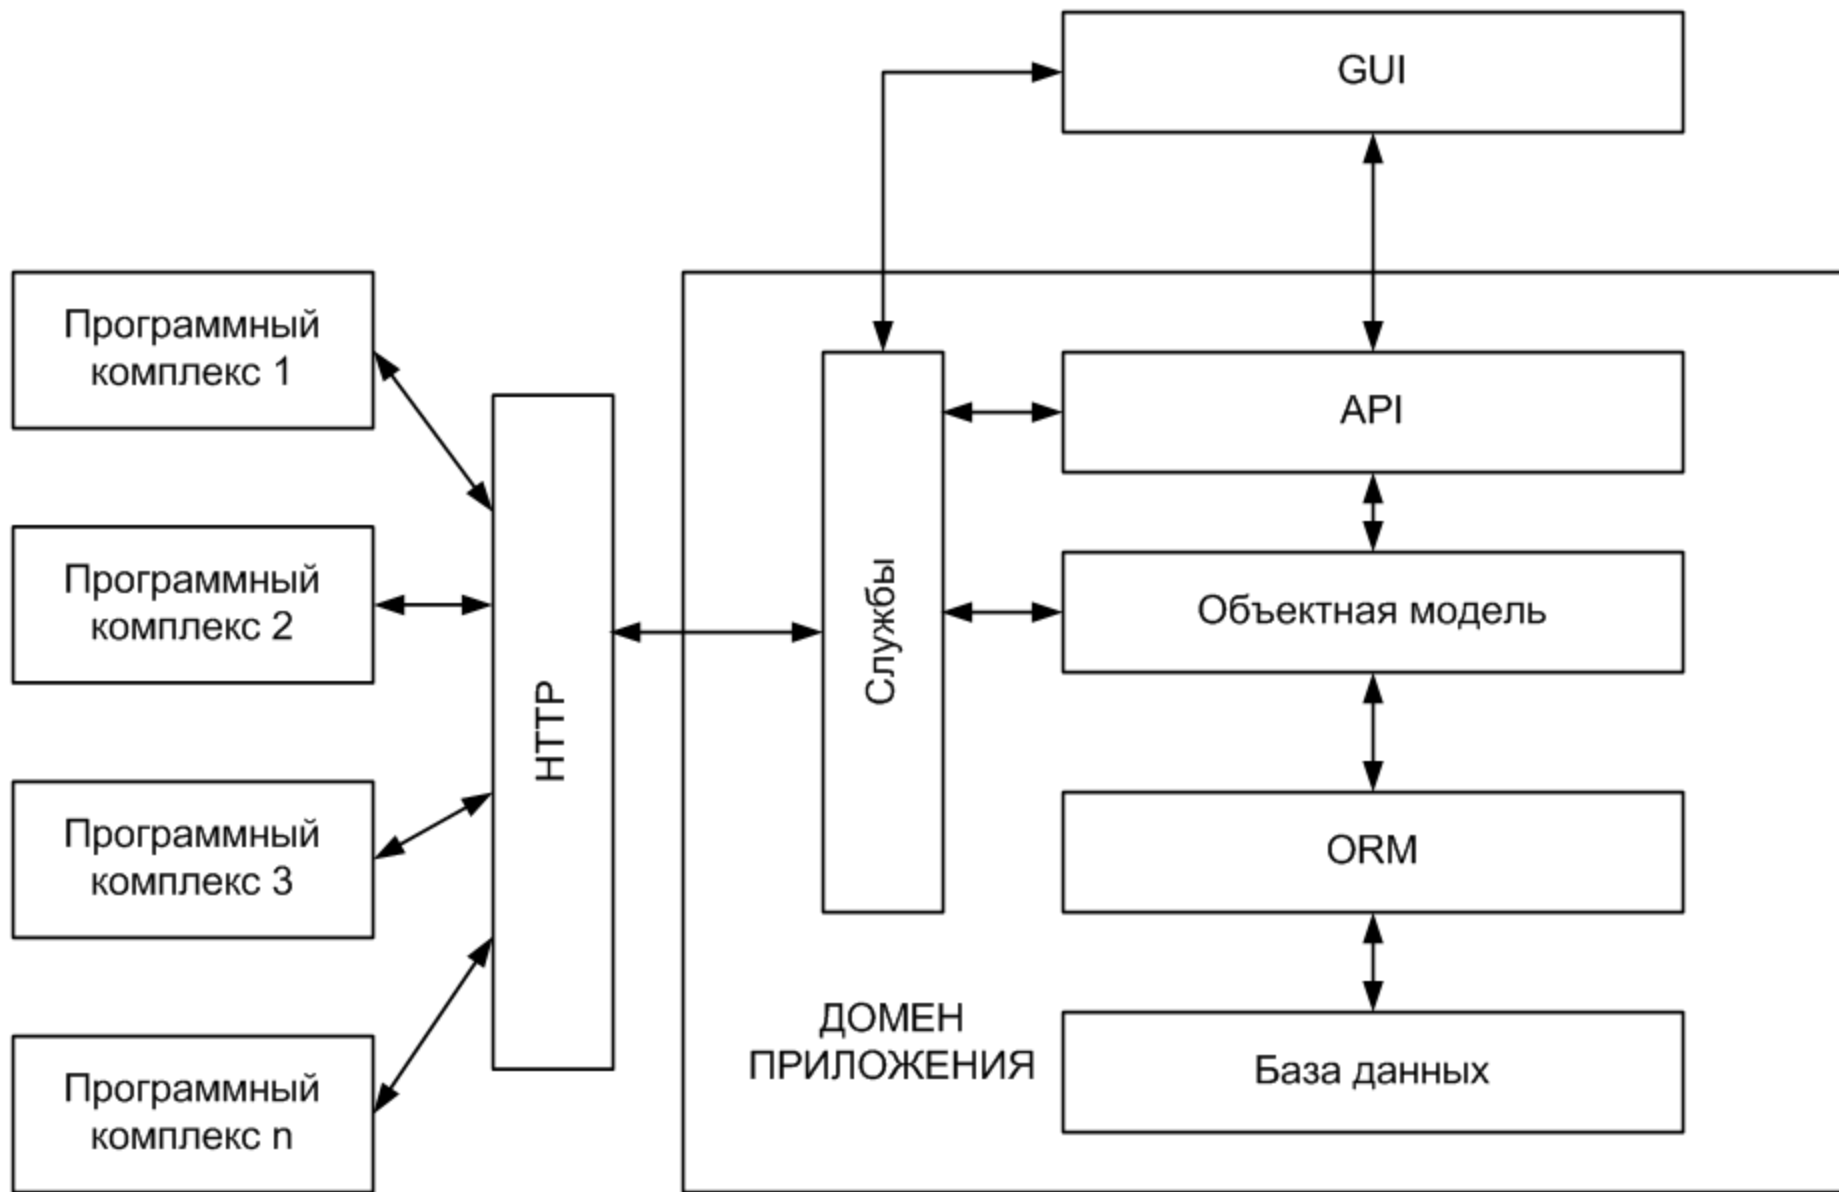 GUI
Программный
комплекс 1
API
Программный
комплекс 2
HTTP
Службы
Объектная модель
Программный
комплекс 3
ORM
ДОМЕН
ПРИЛОЖЕНИЯ
База данных
Программный
комплекс n